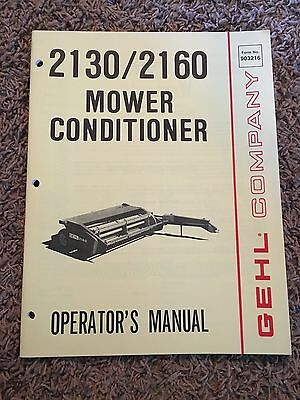 Form No.
903216
2130/2160
MOWER
CONDITIONER
OPERATOR'S MANUAL
GEHL COMPANY